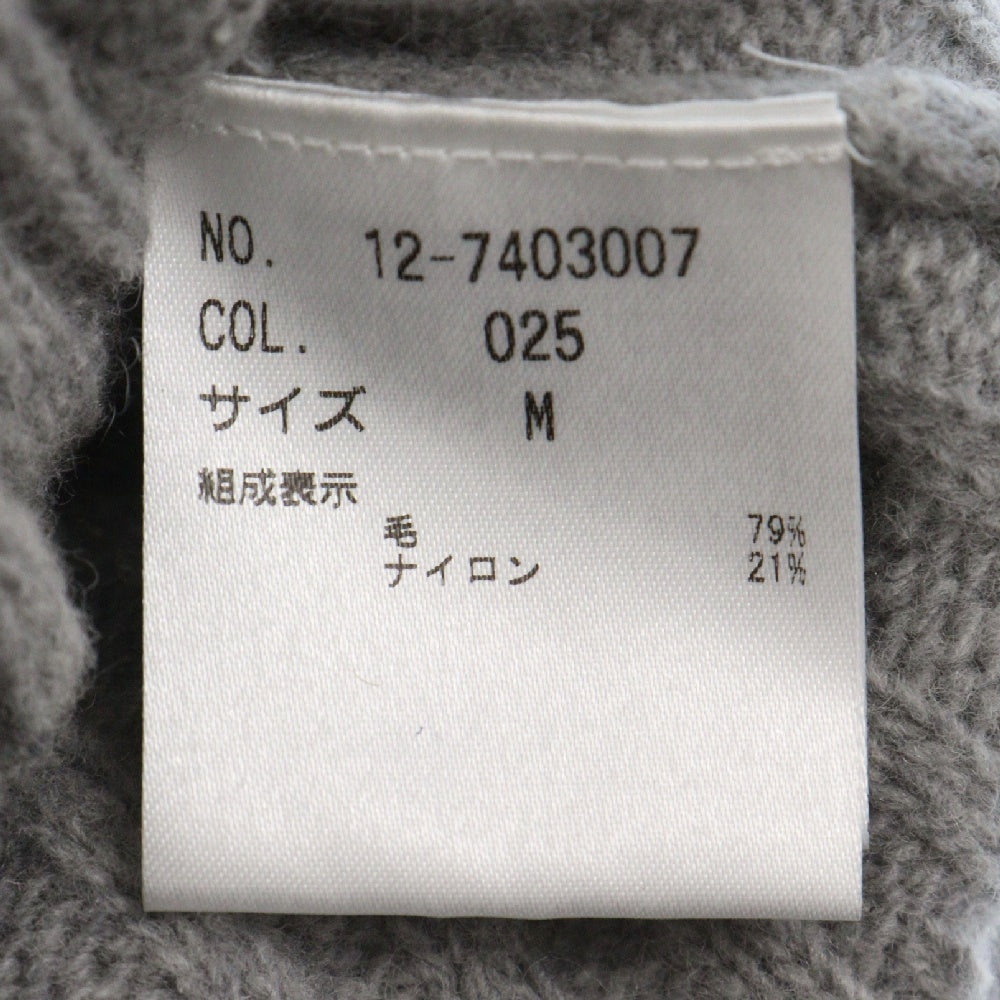 NO. 12-7403007
COL. 025
サイズ M
組成表示
毛 79%
ナイロン 21%